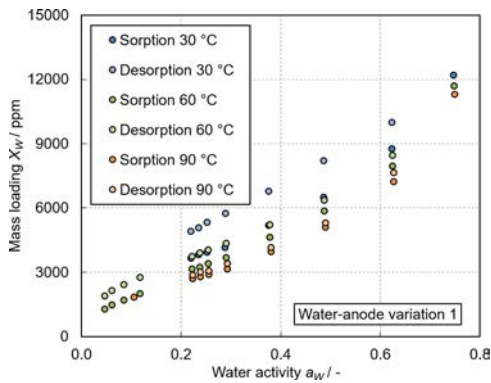 15000
12000
9000
6000
3000
0
Mass loading X_W / ppm
Sorption 30 °C
Desorption 30 °C
Sorption 60 °C
Desorption 60 °C
Sorption 90 °C
Desorption 90 °C
Water-anode variation 1
0.0 0.2 0.4 0.6 0.8
Water activity a_W / -